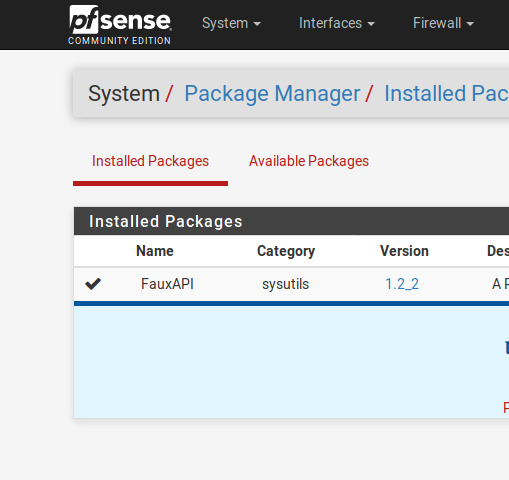 pfsense
COMMUNITY EDITION
System Interfaces Firewall
System / Package Manager / Installed Pac
Installed Packages Available Packages
Installed Packages
Name Category Version Des
FauxAPI sysutils 1.2_2 A